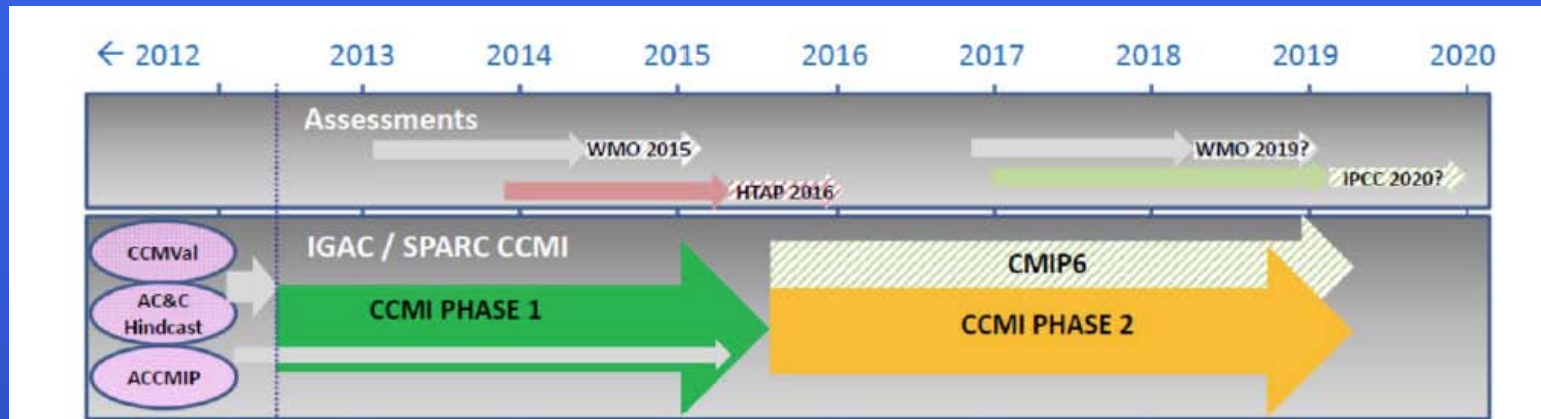 ← 2012 2013 2014 2015 2016 2017 2018 2019 2020
Assessments
WMO 2015
WMO 2019?
HTAP 2016
IPCC 2020?
IGAC / SPARC CCMI
CCMVal
AC&C
Hindcast
ACCMIP
CCMI PHASE 1
CMIP6
CCMI PHASE 2